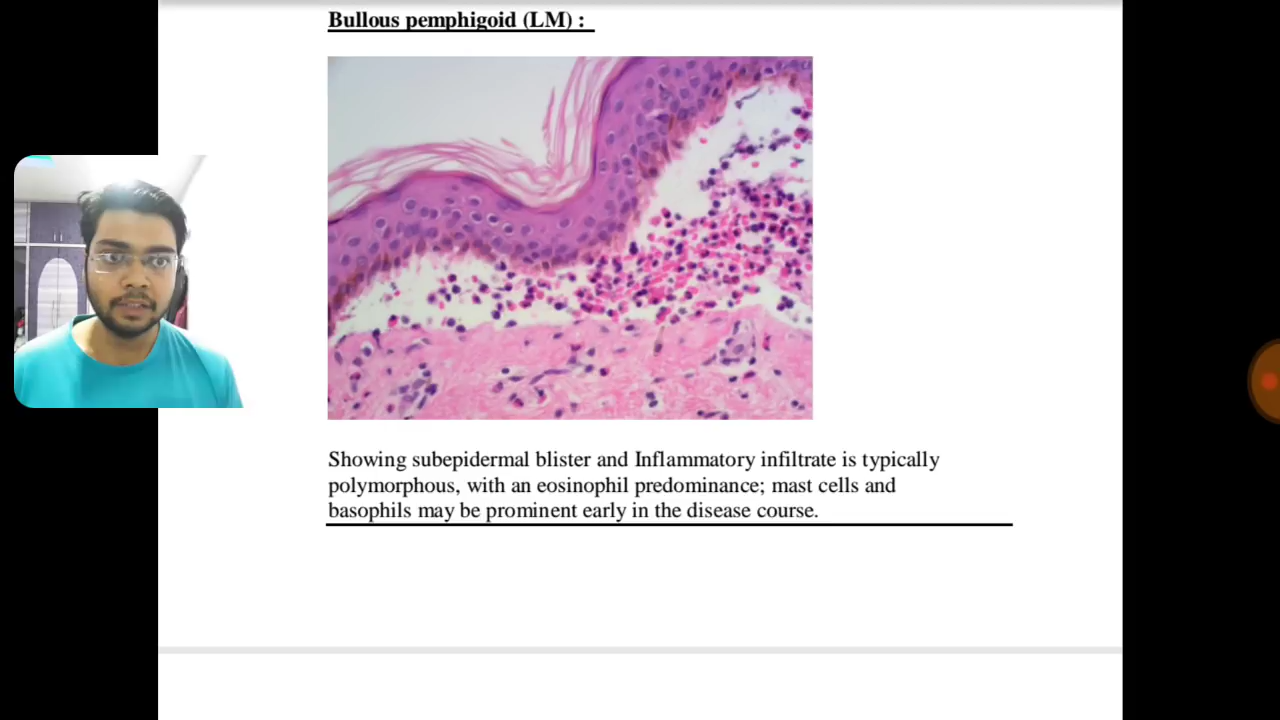 Bullous pemphigoid (LM) :
Showing subepidermal blister and Inflammatory infiltrate is typically
polymorphous, with an eosinophil predominance; mast cells and
basophils may be prominent early in the disease course.